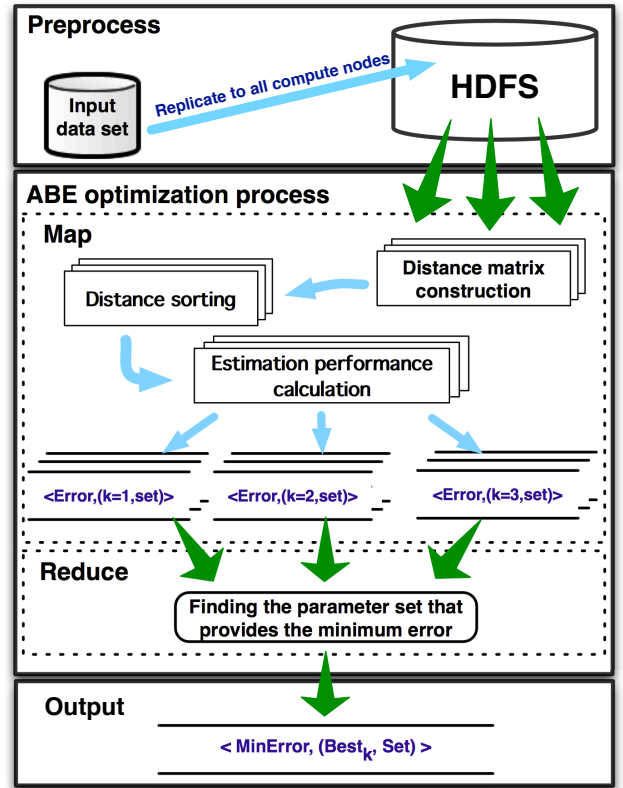 Preprocess
Input
data set
Replicate to all compute nodes
HDFS
ABE optimization process
Map
Distance matrix
construction
Distance sorting
Estimation performance
calculation
<Error,(k=1,set)>
<Error,(k=2,set)>
<Error,(k=3,set)>
Reduce
Finding the parameter set that
provides the minimum error
Output
< MinError, (Bestk, Set) >